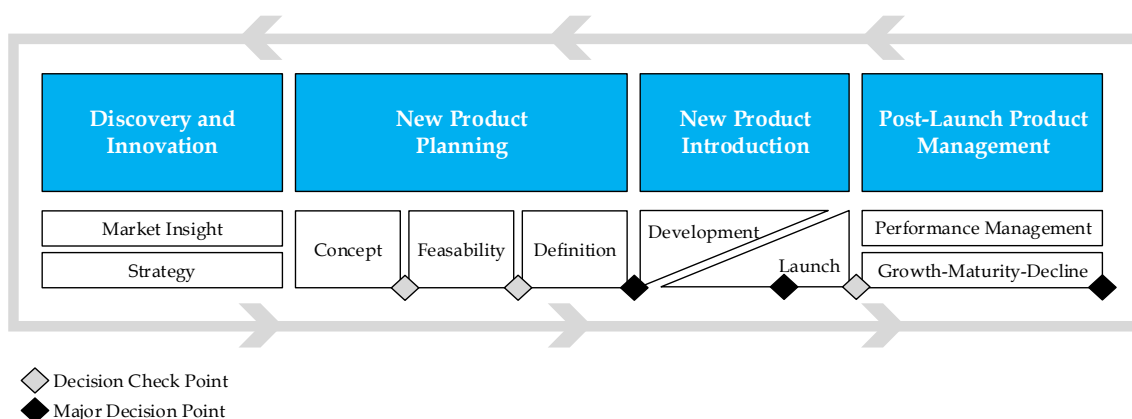 Discovery and
Innovation
New Product
Planning
New Product
Introduction
Post-Launch Product
Management
Market Insight
Strategy
Concept
Feasability
Definition
Development
Launch
Performance Management
Growth-Maturity-Decline
Decision Check Point
Major Decision Point